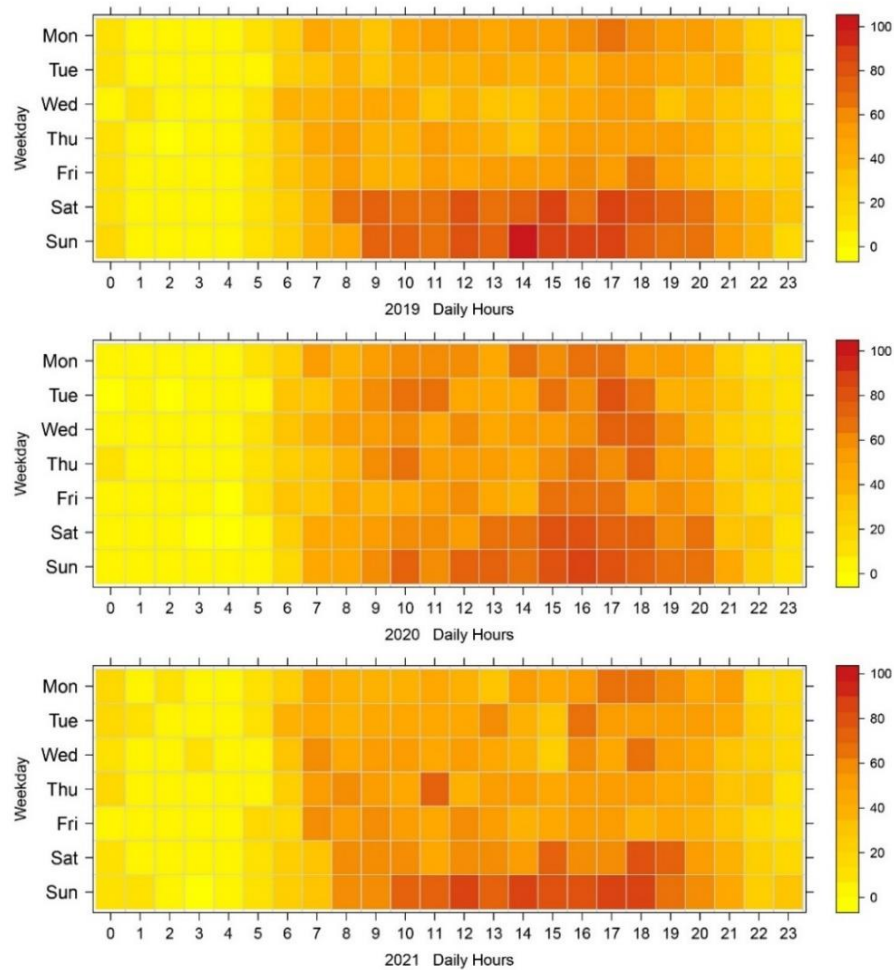 Weekday
Mon
Tue
Wed
Thu
Fri
Sat
Sun
0 1 2 3 4 5 6 7 8 9 10 11 12 13 14 15 16 17 18 19 20 21 22 23
2019 Daily Hours
100
80
60
40
20
0
Weekday
Mon
Tue
Wed
Thu
Fri
Sat
Sun
0 1 2 3 4 5 6 7 8 9 10 11 12 13 14 15 16 17 18 19 20 21 22 23
2020 Daily Hours
100
80
60
40
20
0
Weekday
Mon
Tue
Wed
Thu
Fri
Sat
Sun
0 1 2 3 4 5 6 7 8 9 10 11 12 13 14 15 16 17 18 19 20 21 22 23
2021 Daily Hours
100
80
60
40
20
0